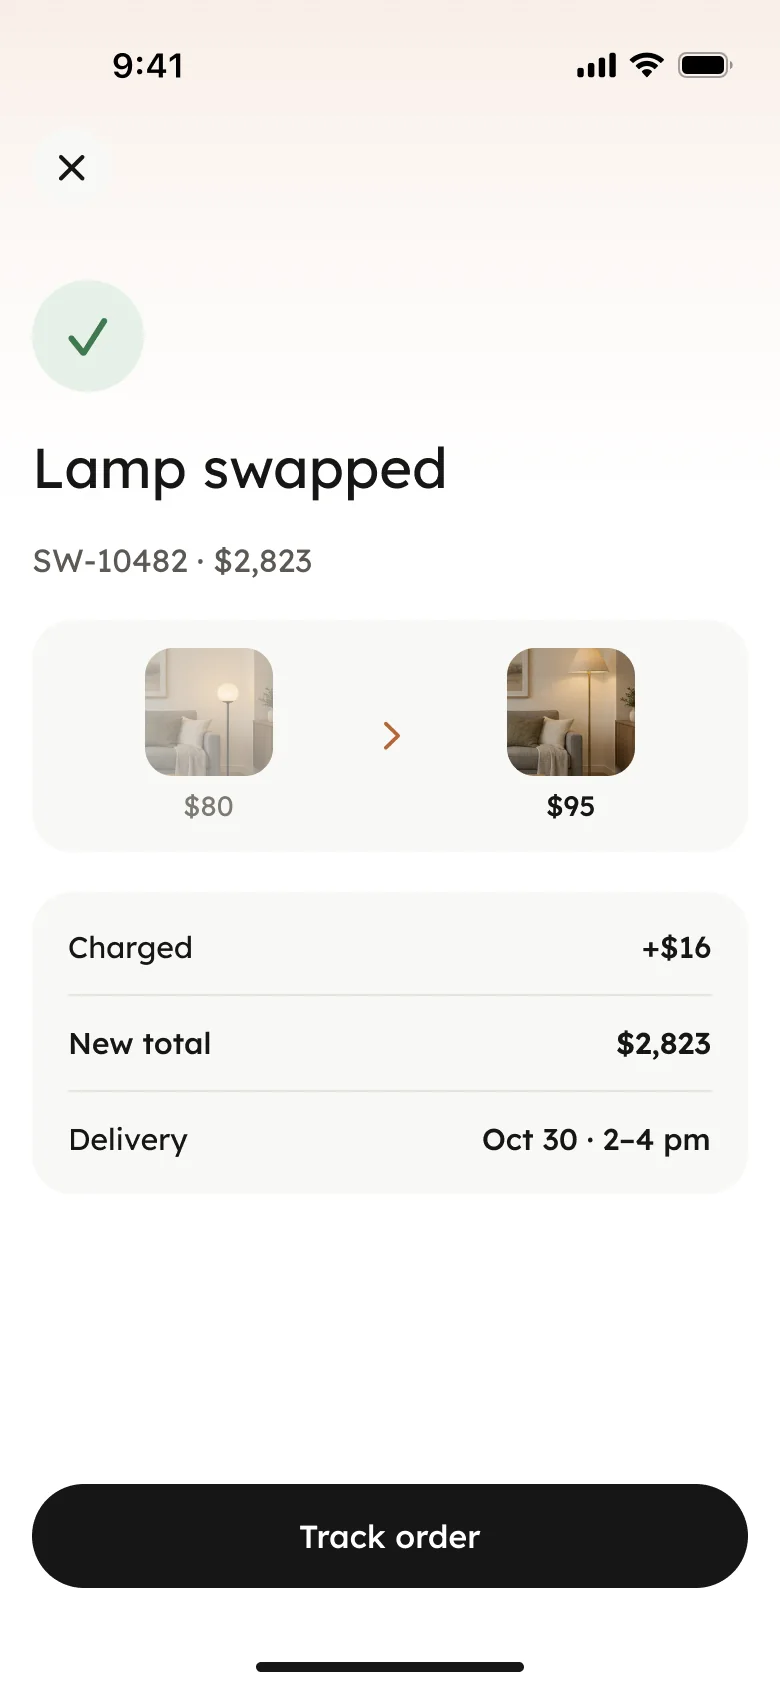 9:41
Lamp swapped
SW-10482 · $2,823
$80
$95
Charged +$16
New total $2,823
Delivery Oct 30 · 2–4 pm
Track order